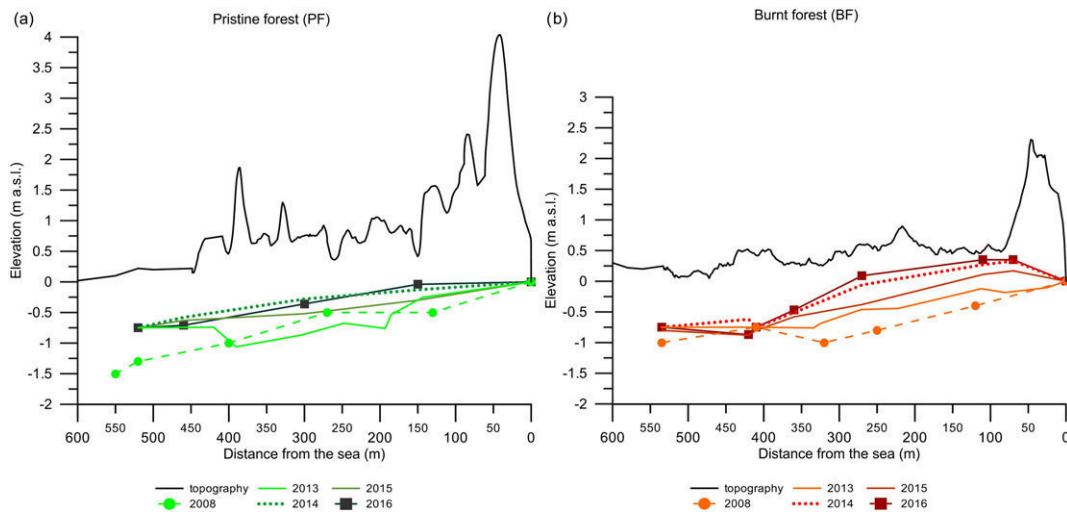 (a)
Pristine forest (PF)
4
3.5
3
2.5
2
1.5
1
0.5
0
-0.5
-1
-1.5
-2
Elevation (m a.s.l.)
600 550 500 450 400 350 300 250 200 150 100 50 0
Distance from the sea (m)
topography 2013 2015
2008 2014 2016
(b)
Burnt forest (BF)
3
2.5
2
1.5
1
0.5
0
-0.5
-1
-1.5
-2
Elevation (m a.s.l.)
600 550 500 450 400 350 300 250 200 150 100 50 0
Distance from the sea (m)
topography 2013 2015
2008 2014 2016